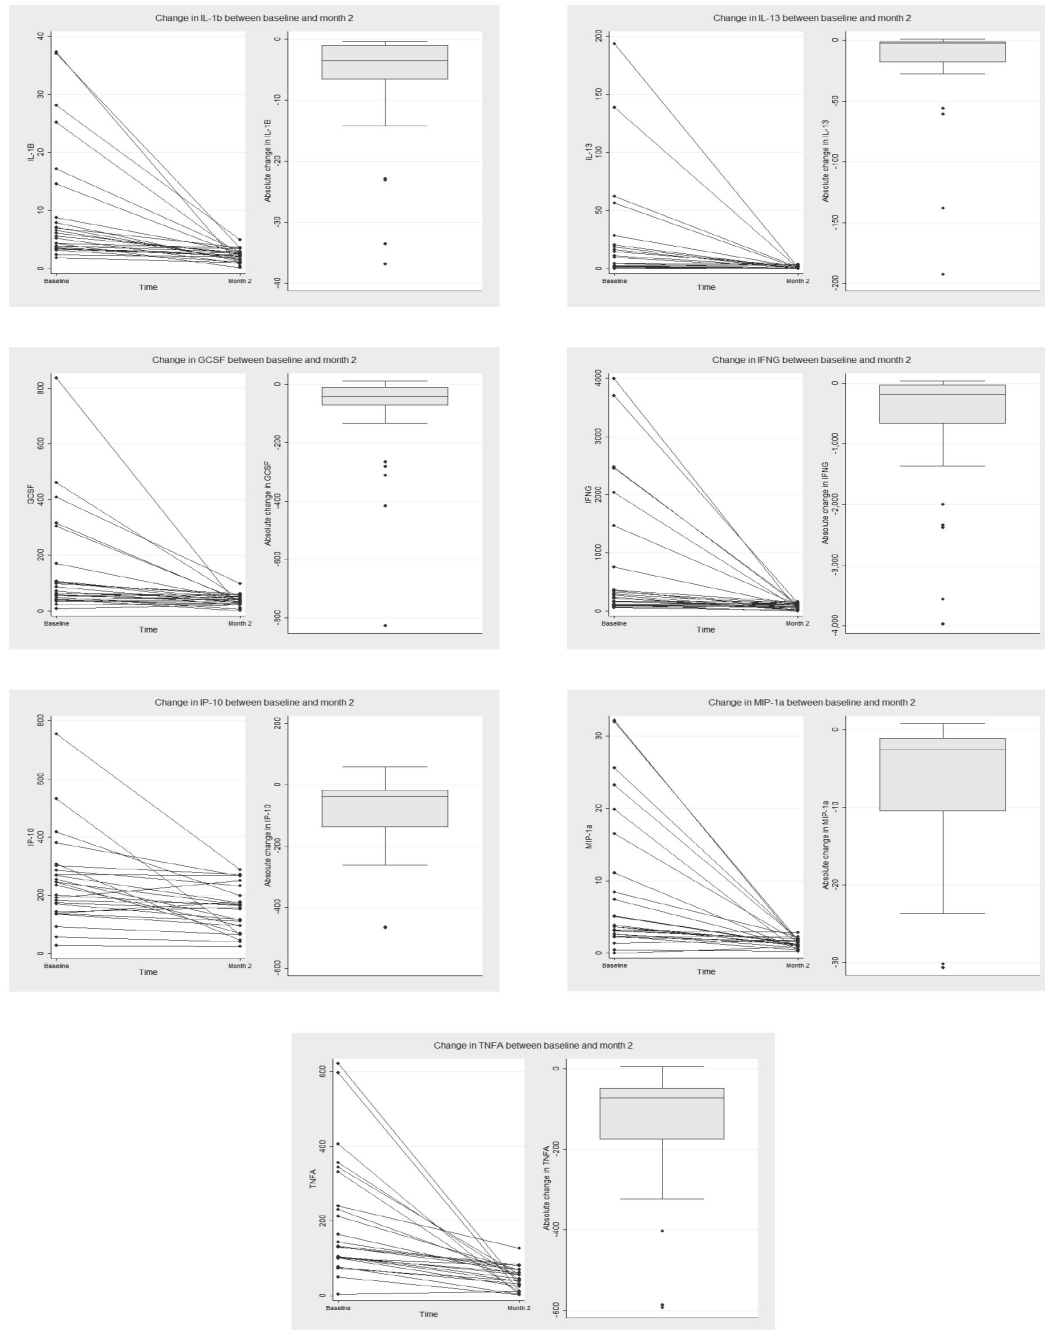 Change in IL-1b between baseline and month 2
IL-1B
40
30
20
10
0
Baseline
Month 2
Time
Absolute change in IL-1B
0
-10
-20
-30
-40
Change in IL-13 between baseline and month 2
IL-13
200
150
100
50
0
Baseline
Month 2
Time
Absolute change in IL-13
0
-50
-100
-150
-200
Change in GCSF between baseline and month 2
GCSF
800
600
400
200
0
Baseline
Month 2
Time
Absolute change in GCSF
0
-200
-400
-600
-800
Change in IFNG between baseline and month 2
IFNG
4000
3000
2000
1000
0
Baseline
Month 2
Time
Absolute change in IFNG
0
-1,000
-2,000
-3,000
-4,000
Change in IP-10 between baseline and month 2
IP-10
800
600
400
200
0
Baseline
Month 2
Time
Absolute change in IP-10
200
0
-200
-400
-600
Change in MIP-1a between baseline and month 2
MIP-1a
30
20
10
0
Baseline
Month 2
Time
Absolute change in MIP-1a
0
-10
-20
-30
Change in TNFA between baseline and month 2
TNFA
600
400
200
0
Baseline
Month 2
Time
Absolute change in TNFA
0
-200
-400
-600